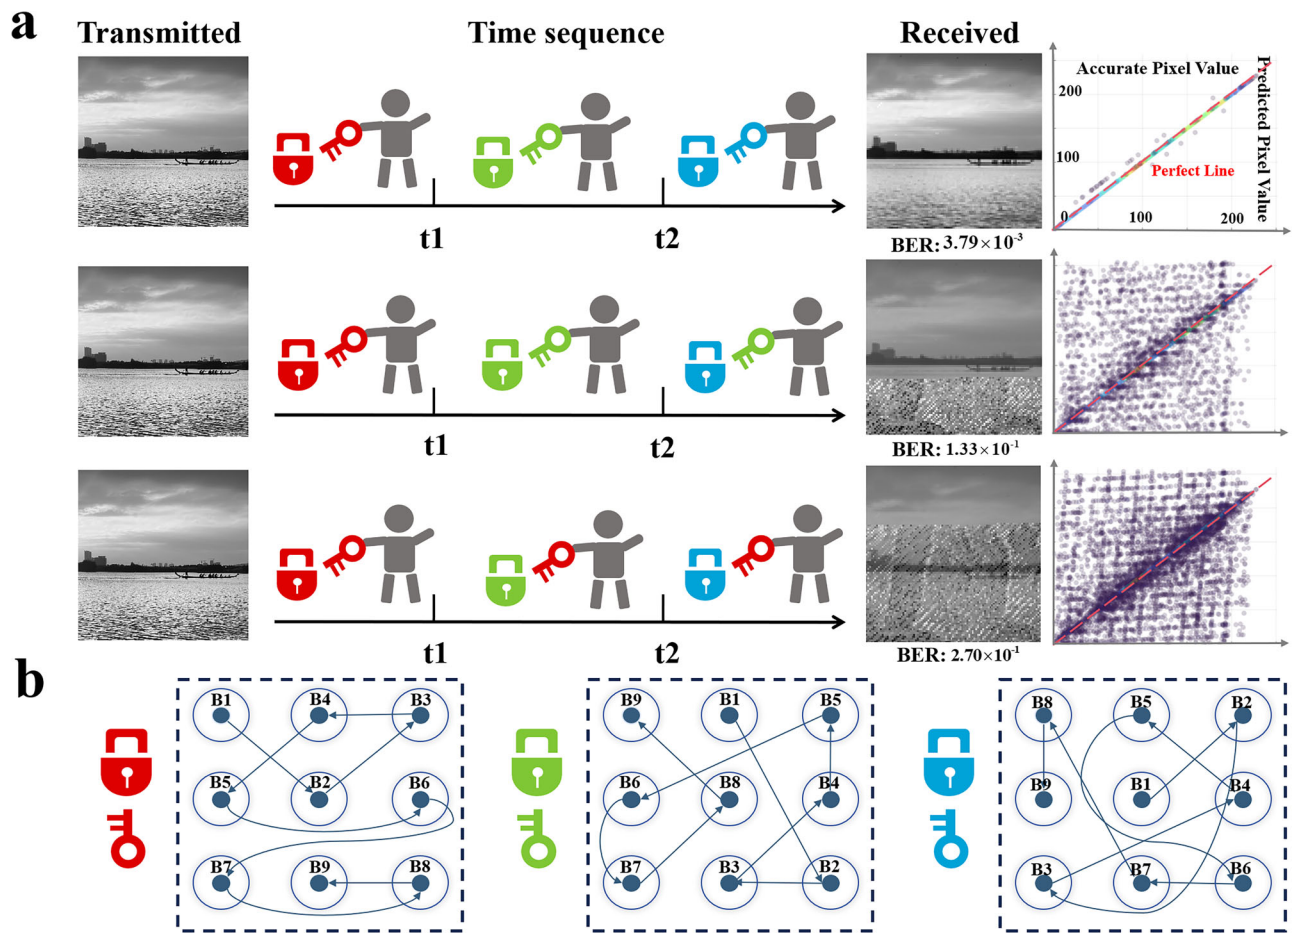 a
Transmitted
Time sequence
Received
Accurate Pixel Value
Predicted Pixel Value
200
100
Perfect Line
0
100
200
t1
t2
BER: 3.79×10⁻³
t1
t2
BER: 1.33×10⁻¹
t1
t2
BER: 2.70×10⁻¹
b
B1 B4 B3
B5 B2 B6
B7 B9 B8
B9 B1 B5
B6 B8 B4
B7 B3 B2
B8 B5 B2
B9 B1 B4
B3 B7 B6